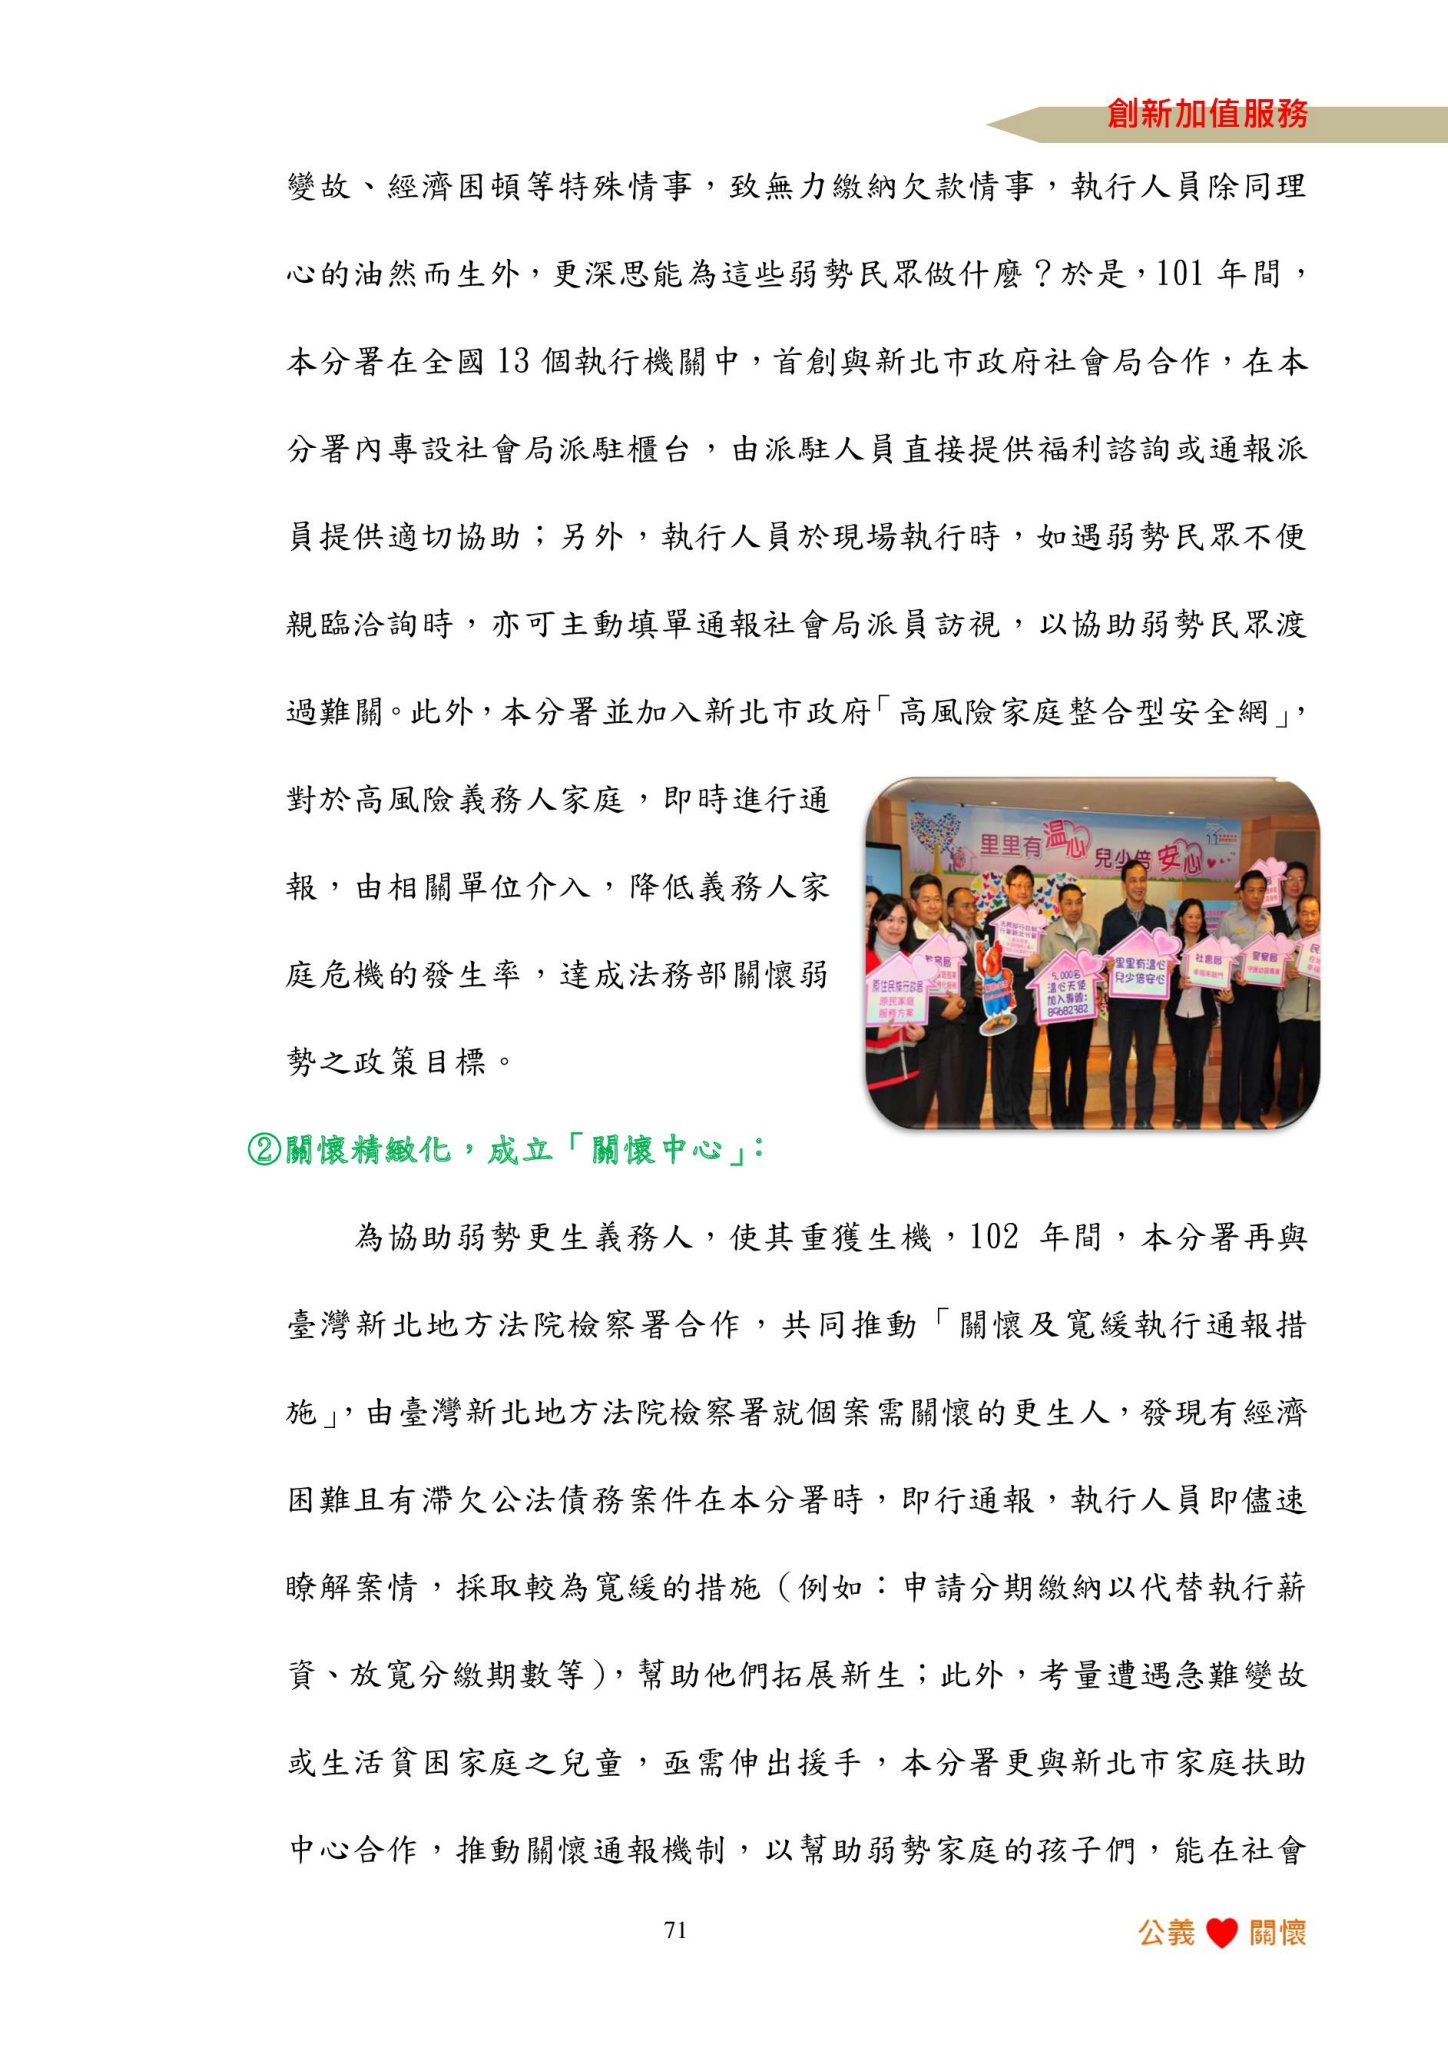 創新加值服務
變故、經濟困頓等特殊情事，致無力繳納欠款情事，執行人員除同理
心的油然而生外，更深思能為這些弱勢民眾做什麼？於是，101 年間，
本分署在全國 13 個執行機關中，首創與新北市政府社會局合作，在本
分署內專設社會局派駐櫃台，由派駐人員直接提供福利諮詢或通報派
員提供適切協助；另外，執行人員於現場執行時，如遇弱勢民眾不便
親臨洽詢時，亦可主動填單通報社會局派員訪視，以協助弱勢民眾渡
過難關。此外，本分署並加入新北市政府「高風險家庭整合型安全網」，
對於高風險義務人家庭，即時進行通
報，由相關單位介入，降低義務人家
庭危機的發生率，達成法務部關懷弱
勢之政策目標。
里里有溫心 兒少倍安心
教育局
原住民族行政局
原民家庭
服務方案
5,000名
溫心天使
加入專線：
89682382
里里有溫心
兒少倍安心
社會局
警察局
②關懷精緻化，成立「關懷中心」：
為協助弱勢更生義務人，使其重獲生機，102 年間，本分署再與
臺灣新北地方法院檢察署合作，共同推動「關懷及寬緩執行通報措
施」，由臺灣新北地方法院檢察署就個案需關懷的更生人，發現有經濟
困難且有滯欠公法債務案件在本分署時，即行通報，執行人員即儘速
瞭解案情，採取較為寬緩的措施（例如：申請分期繳納以代替執行薪
資、放寬分繳期數等），幫助他們拓展新生；此外，考量遭遇急難變故
或生活貧困家庭之兒童，亟需伸出援手，本分署更與新北市家庭扶助
中心合作，推動關懷通報機制，以幫助弱勢家庭的孩子們，能在社會
71
公義 關懷